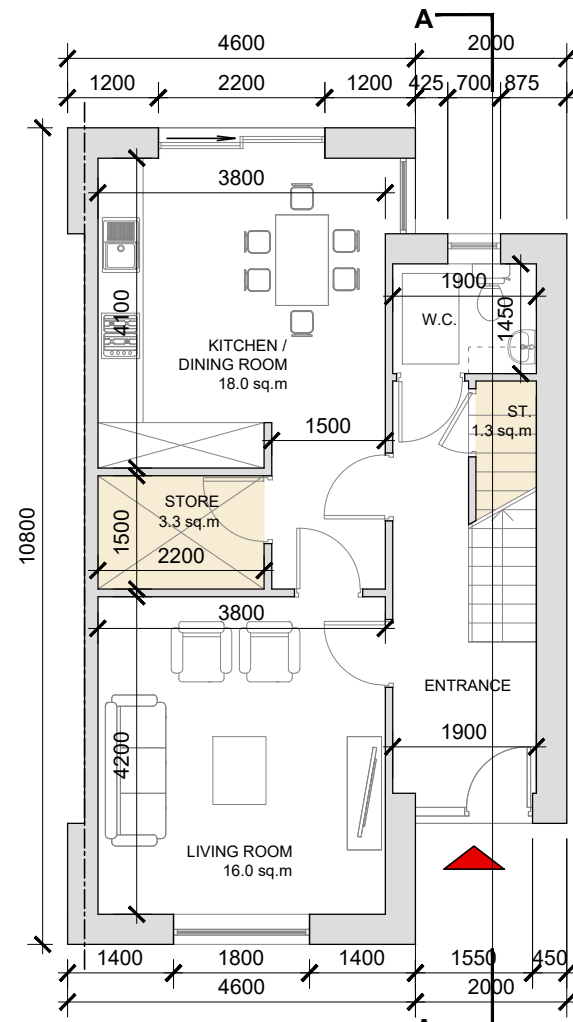 A
4600
2000
1200
2200
1200
425
700
875
3800
1900
W.C.
1450
4100
KITCHEN /
DINING ROOM
18.0 sq.m
ST.
1.3 sq.m
1500
10800
STORE
3.3 sq.m
1500
2200
3800
ENTRANCE
1900
4200
LIVING ROOM
16.0 sq.m
1400
1800
1400
1550
450
4600
2000